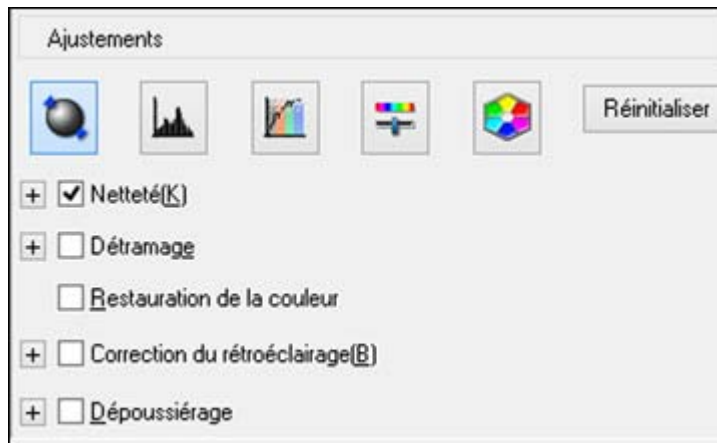 Ajustements
Réinitialiser
Netteté(K)
Détramage
Restauration de la couleur
Correction du rétroéclairage(B)
Dépoussiérage